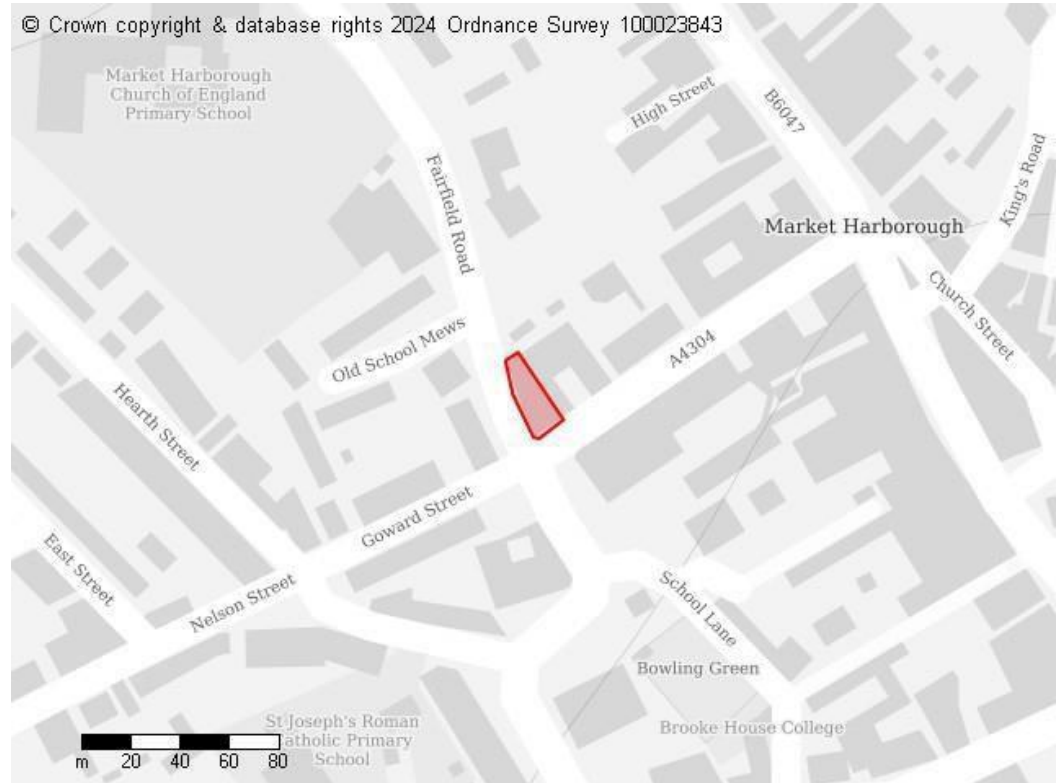 © Crown copyright & database rights 2024 Ordnance Survey 100023843
Market Harborough
Church of England
Primary School
High Street
B6047
King's Road
Fairfield Road
Market Harborough
Church Street
Old School Mews
A4304
Hearth Street
Goward Street
East Street
Nelson Street
School Lane
Bowling Green
Brooke House College
St Joseph's Roman
Catholic Primary
School
m 20 40 60 80